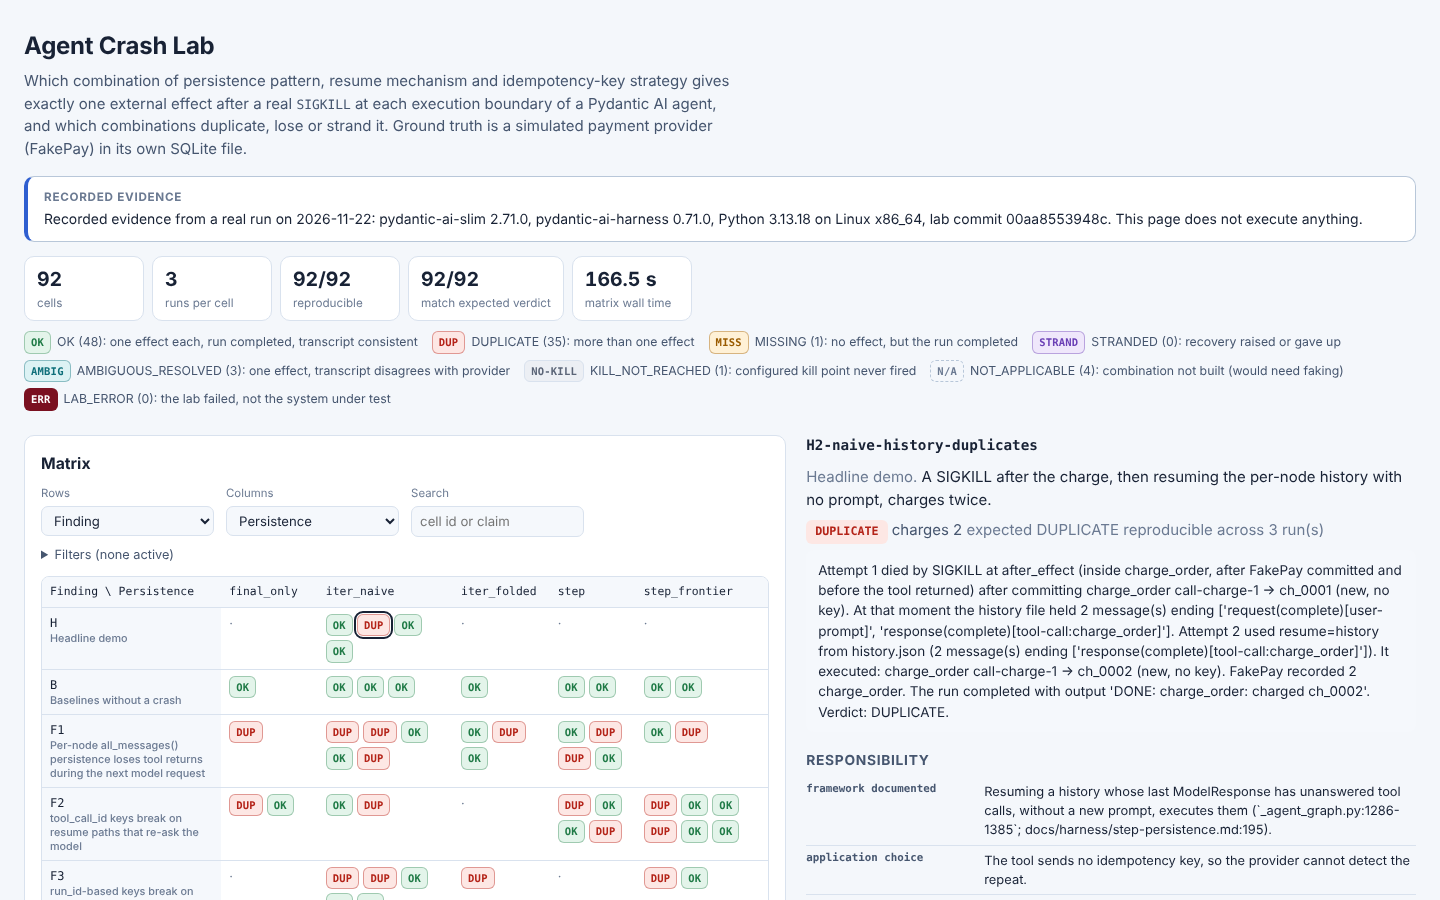 Agent Crash Lab
Which combination of persistence pattern, resume mechanism and idempotency-key strategy gives
exactly one external effect after a real SIGKILL at each execution boundary of a Pydantic AI agent,
and which combinations duplicate, lose or strand it. Ground truth is a simulated payment provider
(FakePay) in its own SQLite file.
RECORDED EVIDENCE
Recorded evidence from a real run on 2026-11-22: pydantic-ai-slim 2.71.0, pydantic-ai-harness 0.71.0, Python 3.13.18 on Linux x86_64, lab commit 00aa8553948c. This page does not execute anything.
92 3 92/92 92/92 166.5 s
cells runs per cell reproducible match expected verdict matrix wall time
OK OK (48): one effect each, run completed, transcript consistent DUP DUPLICATE (35): more than one effect MISS MISSING (1): no effect, but the run completed STRAND STRANDED (0): recovery raised or gave up
AMBIG AMBIGUOUS_RESOLVED (3): one effect, transcript disagrees with provider NO-KILL KILL_NOT_REACHED (1): configured kill point never fired N/A NOT_APPLICABLE (4): combination not built (would need faking)
ERR LAB_ERROR (0): the lab failed, not the system under test
Matrix
Rows Columns Search
Finding Persistence cell id or claim
Filters (none active)
Finding \ Persistence final_only iter_naive iter_folded step step_frontier
H · OK DUP OK · · ·
Headline demo OK
B OK OK OK OK OK OK OK OK OK
Baselines without a crash
F1 DUP DUP DUP OK OK DUP OK DUP OK DUP
Per-node all_messages() OK DUP OK DUP OK
persistence loses tool returns
during the next model request
F2 DUP OK OK DUP · DUP OK DUP OK OK
tool_call_id keys break on OK DUP DUP OK OK
resume paths that re-ask the
model
F3 · DUP DUP OK DUP · DUP OK
run_id-based keys break on
H2-naive-history-duplicates
Headline demo. A SIGKILL after the charge, then resuming the per-node history with
no prompt, charges twice.
DUPLICATE charges 2 expected DUPLICATE reproducible across 3 run(s)
Attempt 1 died by SIGKILL at after_effect (inside charge_order, after FakePay committed and
before the tool returned) after committing charge_order call-charge-1 → ch_0001 (new, no
key). At that moment the history file held 2 message(s) ending ['request(complete)[user-
prompt]', 'response(complete)[tool-call:charge_order]']. Attempt 2 used resume=history
from history.json (2 message(s) ending ['response(complete)[tool-call:charge_order]']). It
executed: charge_order call-charge-1 → ch_0002 (new, no key). FakePay recorded 2
charge_order. The run completed with output 'DONE: charge_order: charged ch_0002'.
Verdict: DUPLICATE.
RESPONSIBILITY
framework documented Resuming a history whose last ModelResponse has unanswered tool
calls, without a new prompt, executes them (`_agent_graph.py:1286-
1385`; docs/harness/step-persistence.md:195).
application choice The tool sends no idempotency key, so the provider cannot detect the
repeat.